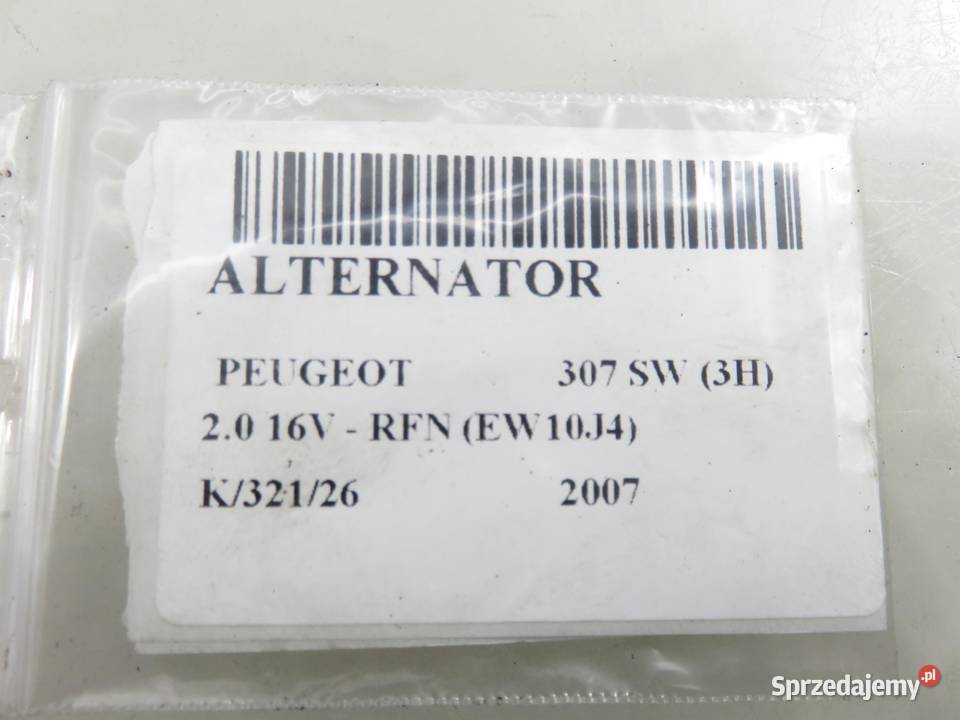 ALTERNATOR
PEUGEOT 307 SW (3H)
2.0 16V - RFN (EW10J4)
K/321/26 2007
Sprzedajemy.pl